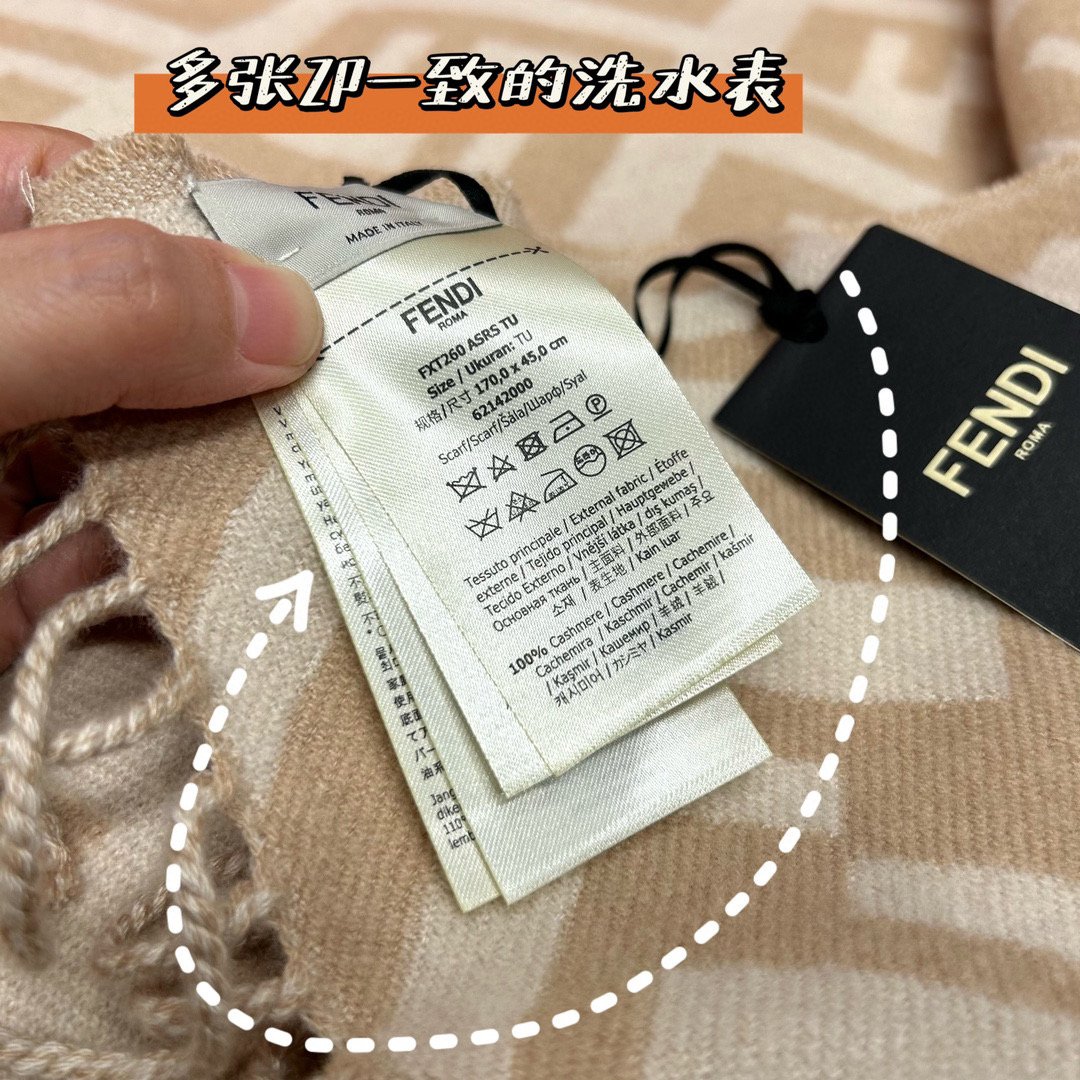 多张ZP一致的洗水表
FENDI
ROMA
MADE IN ITALY
FENDI
ROMA
FXT260 ASRS TU
Size / Ukuran: TU
规格/尺寸 170,0 x 45,0 cm
62142000
Scarf/Scarf/Šála/Шарф/Syal
Tessuto principale / External fabric / Étoffe
externe / Tejido principal / Hauptgewebe /
Tecido Externo / Vnější látka / dış kumaş /
Основная ткань / 主面料 / 外部面料 / 주요
소재 / 表生地 / Kain luar
100% Cashmere / Cashmere / Cachemire /
Cachemira / Kaschmir / Cachemir / kašmír
/ Kaşmir / Кашемир / 羊绒 / 羊絨 /
캐시미어 / カシミヤ / Kasmir
FENDI
ROMA